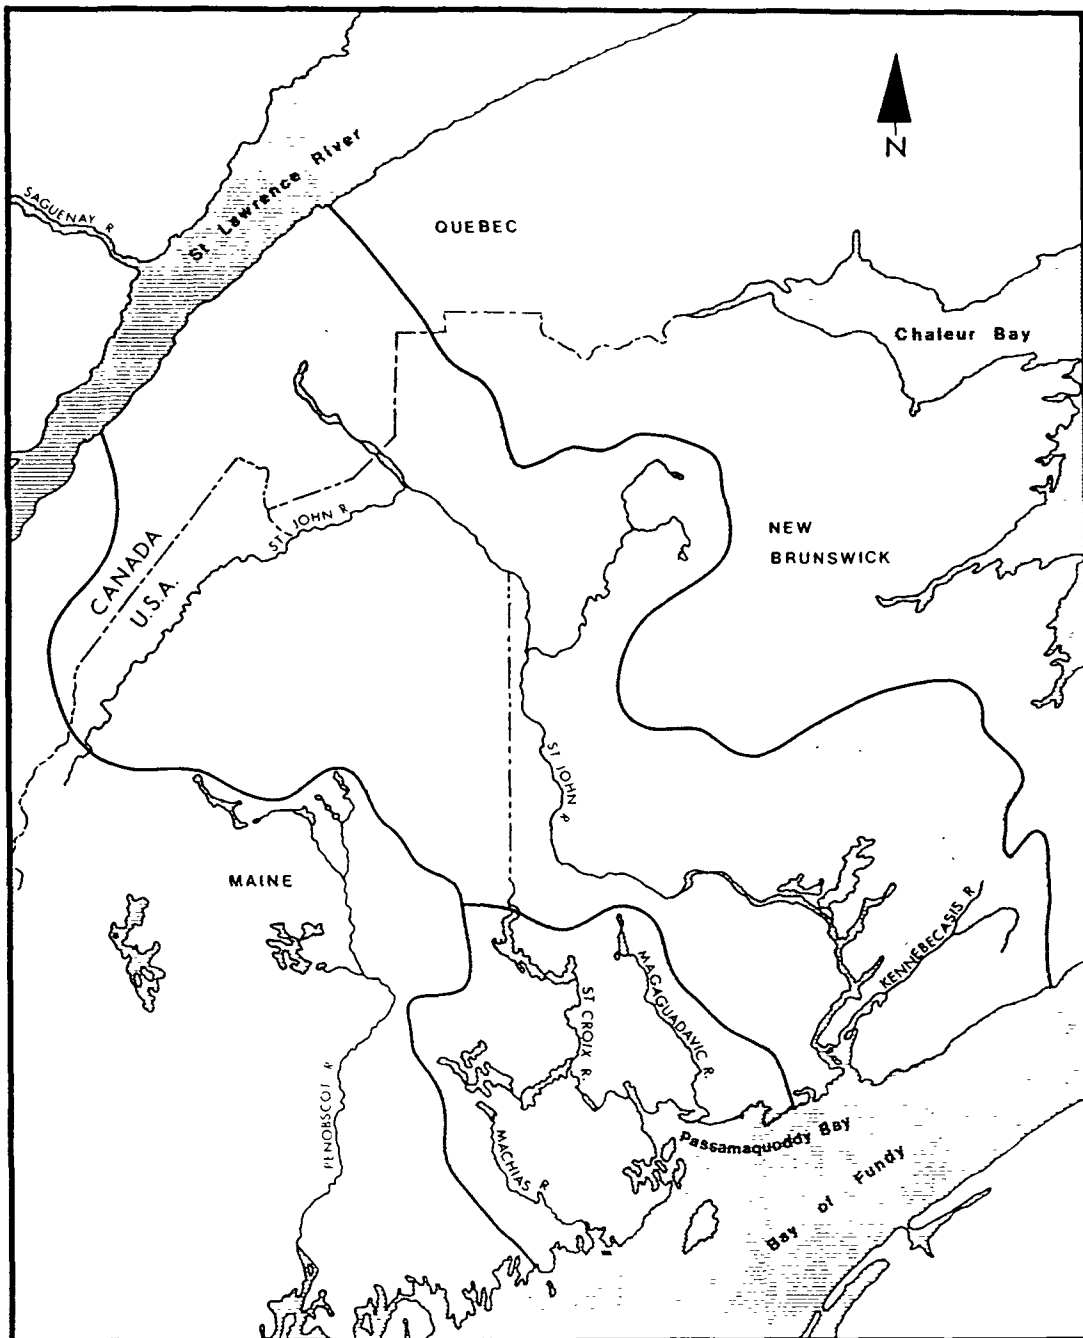 N
St Lawrence River
SAGUENAY R
QUEBEC
Chaleur Bay
CANADA
U.S.A.
ST JOHN R
NEW
BRUNSWICK
ST JOHN R
MAINE
KENNEBECASIS R
MAGAGUADAVIC R.
ST CROIX R.
PENOBSCOT R
MACHIAS R
Passamaquoddy Bay
Bay of Fundy